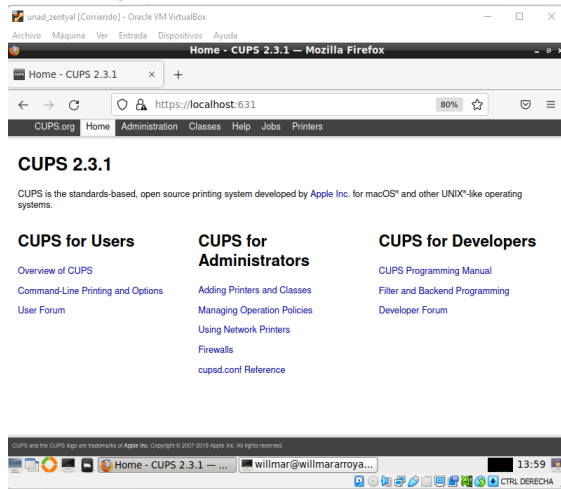 unad_zentyal [Corriendo] - Oracle VM VirtualBox
Archivo Máquina Ver Entrada Dispositivos Ayuda
Home - CUPS 2.3.1 — Mozilla Firefox
Home - CUPS 2.3.1
https://localhost:631 80%
CUPS.org Home Administration Classes Help Jobs Printers
CUPS 2.3.1
CUPS is the standards-based, open source printing system developed by Apple Inc. for macOS® and other UNIX®-like operating
systems.
CUPS for Users
Overview of CUPS
Command-Line Printing and Options
User Forum
CUPS for
Administrators
Adding Printers and Classes
Managing Operation Policies
Using Network Printers
Firewalls
cupsd.conf Reference
CUPS for Developers
CUPS Programming Manual
Filter and Backend Programming
Developer Forum
CUPS and the CUPS logo are trademarks of Apple Inc. Copyright © 2007-2019 Apple Inc. All rights reserved.
Home - CUPS 2.3.1 — ... willmar@willmararroya... 13:59
CTRL DERECHA